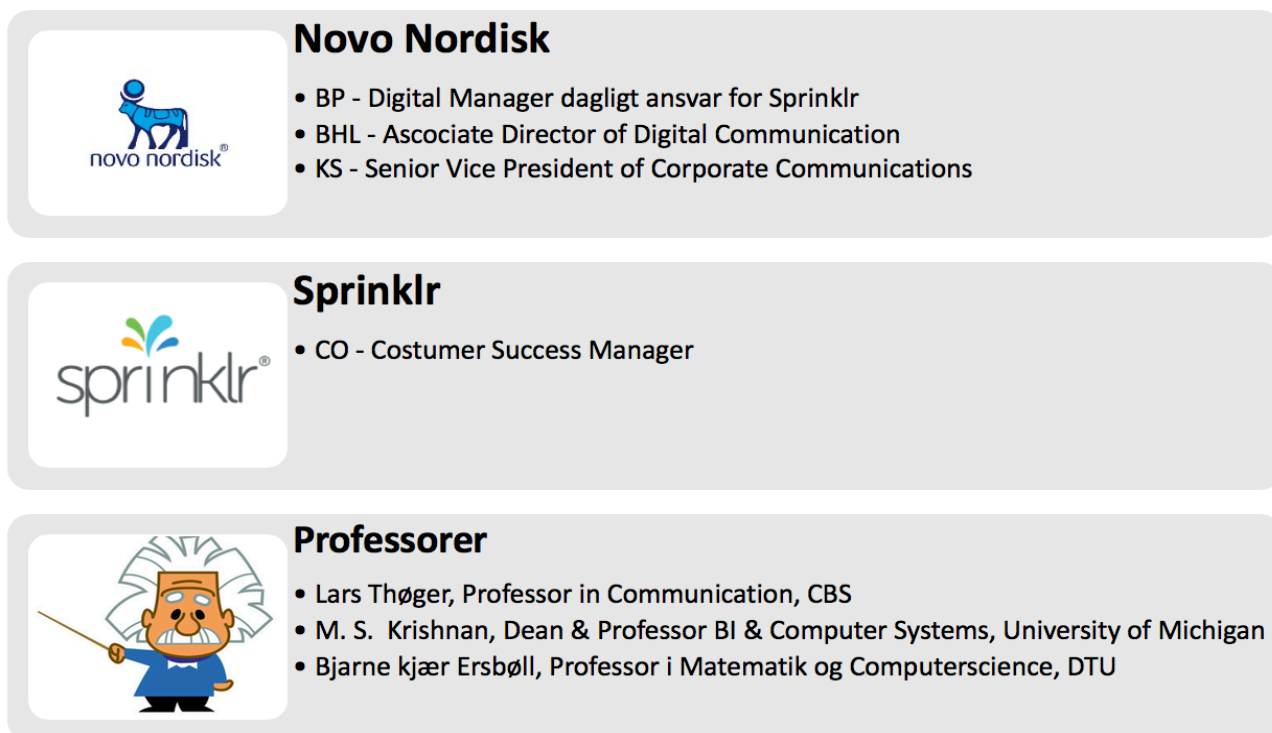 Novo Nordisk
novo nordisk®
• BP - Digital Manager dagligt ansvar for Sprinklr
• BHL - Ascociate Director of Digital Communication
• KS - Senior Vice President of Corporate Communications
Sprinklr
sprinklr®
• CO - Costumer Success Manager
Professorer
• Lars Thøger, Professor in Communication, CBS
• M. S.  Krishnan, Dean & Professor BI & Computer Systems, University of Michigan
• Bjarne kjær Ersbøll, Professor i Matematik og Computerscience, DTU